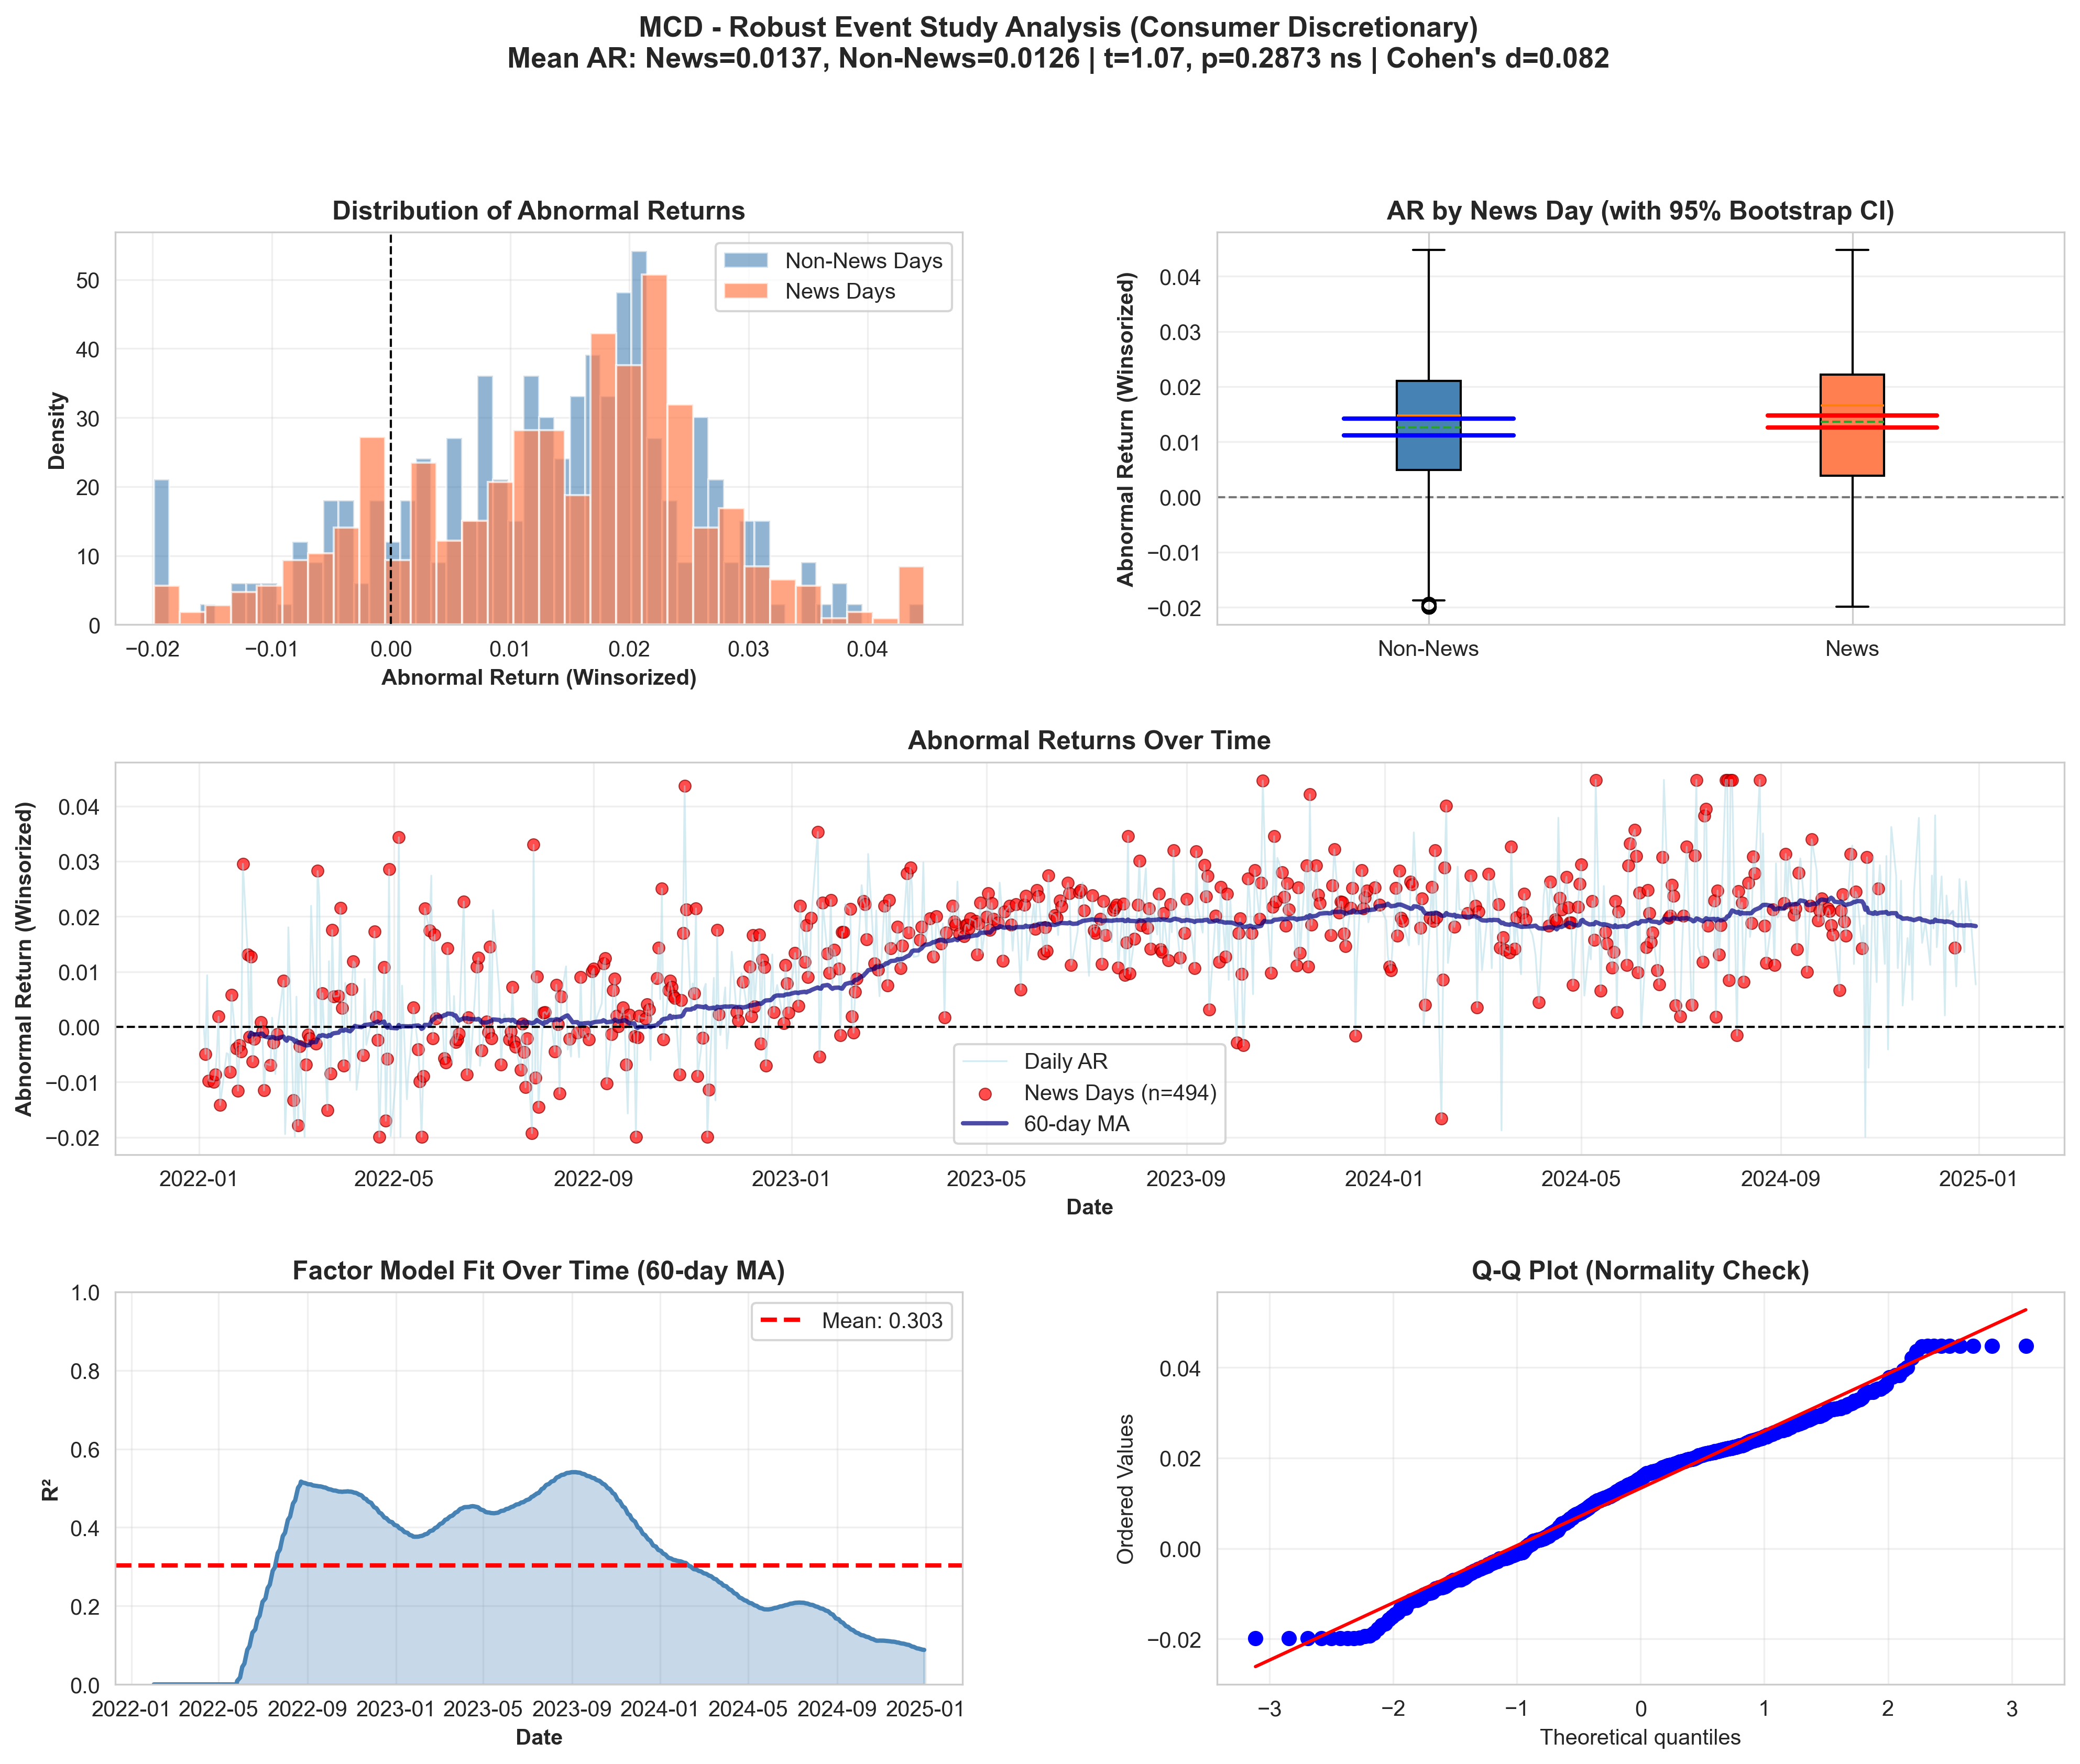 MCD - Robust Event Study Analysis (Consumer Discretionary)
Mean AR: News=0.0137, Non-News=0.0126 | t=1.07, p=0.2873 ns | Cohen's d=0.082
Distribution of Abnormal Returns
Density
50
40
30
20
10
0
Non-News Days
News Days
−0.02 −0.01 0.00 0.01 0.02 0.03 0.04
Abnormal Return (Winsorized)
AR by News Day (with 95% Bootstrap CI)
Abnormal Return (Winsorized)
0.04
0.03
0.02
0.01
0.00
−0.01
−0.02
Non-News News
Abnormal Returns Over Time
Abnormal Return (Winsorized)
0.04
0.03
0.02
0.01
0.00
−0.01
−0.02
Daily AR
News Days (n=494)
60-day MA
2022-01 2022-05 2022-09 2023-01 2023-05 2023-09 2024-01 2024-05 2024-09 2025-01
Date
Factor Model Fit Over Time (60-day MA)
R²
1.0
0.8
0.6
0.4
0.2
0.0
Mean: 0.303
2022-01 2022-05 2022-09 2023-01 2023-05 2023-09 2024-01 2024-05 2024-09 2025-01
Date
Q-Q Plot (Normality Check)
Ordered Values
0.04
0.02
0.00
−0.02
−3 −2 −1 0 1 2 3
Theoretical quantiles